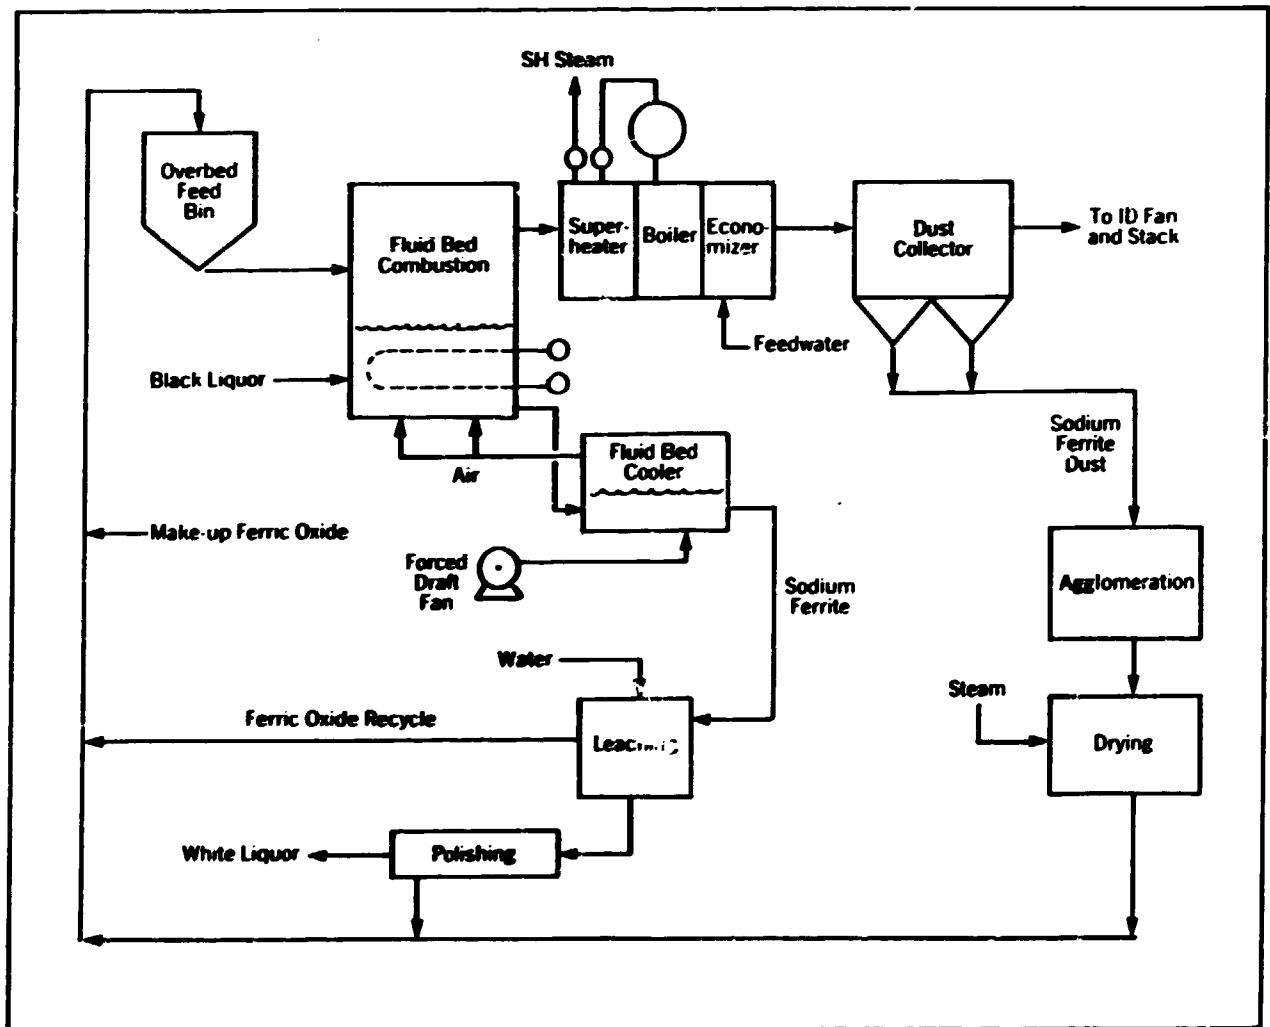 SH Steam
Overbed
Feed
Bin
Fluid Bed
Combustion
Super-
heater
Boiler
Econo-
mizer
Dust
Collector
To ID Fan
and Stack
Feedwater
Black Liquor
Air
Fluid Bed
Cooler
Sodium
Ferrite
Dust
Make-up Ferric Oxide
Forced
Draft
Fan
Sodium
Ferrite
Agglomeration
Water
Steam
Ferric Oxide Recycle
Drying
White Liquor
Polishing